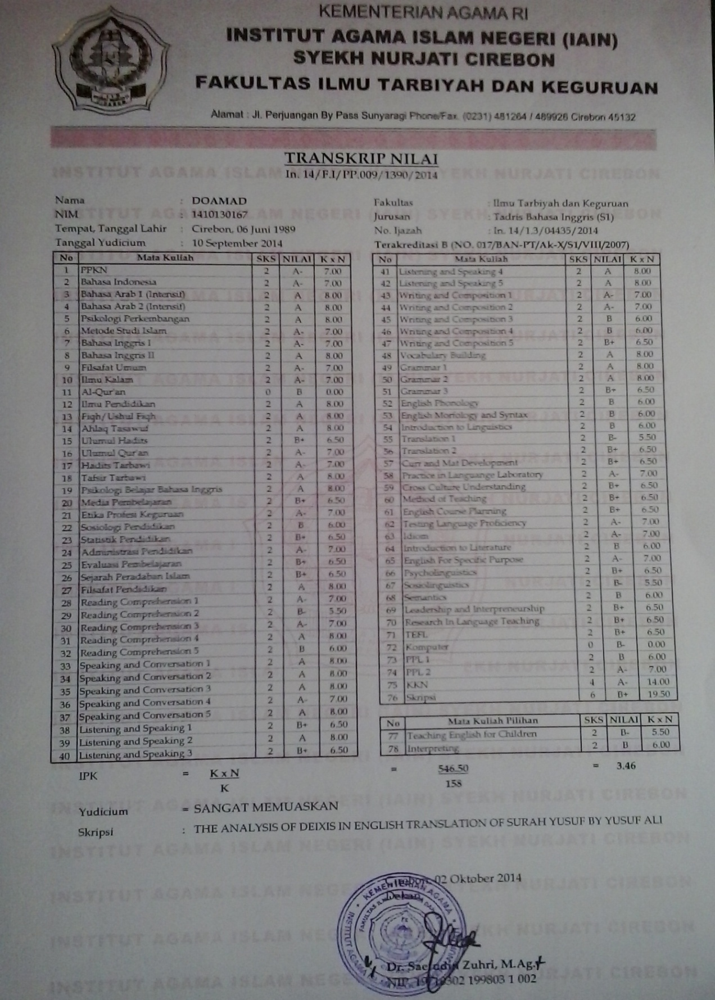 KEMENTERIAN AGAMA RI
INSTITUT AGAMA ISLAM NEGERI (IAIN)
SYEKH NURJATI CIREBON
FAKULTAS ILMU TARBIYAH DAN KEGURUAN
Alamat : Jl. Perjuangan By Pass Sunyaragi Phone/Fax. (0231) 481264 / 489926 Cirebon 45132
TRANSKRIP NILAI
In. 14/F.I/PP.009/1390/2014
Nama : DOAMAD
NIM : 1410130167
Tempat, Tanggal Lahir : Cirebon, 06 Juni 1989
Tanggal Yudicium : 10 September 2014
Fakultas : Ilmu Tarbiyah dan Keguruan
Jurusan : Tadris Bahasa Inggris (S1)
No. Ijazah : In. 14/1.3/04435/2014
Terakreditasi B (NO. 017/BAN-PT/Ak-X/S1/VIII/2007)
No Mata Kuliah SKS NILAI K x N
1 PPKN 2 A- 7.00
2 Bahasa Indonesia 2 A- 7.00
3 Bahasa Arab 1 (Intensif) 2 A 8.00
4 Bahasa Arab 2 (Intensif) 2 A 8.00
5 Psikologi Perkembangan 2 A 8.00
6 Metode Studi Islam 2 A- 7.00
7 Bahasa Inggris I 2 A- 7.00
8 Bahasa Inggris II 2 A 8.00
9 Filsafat Umum 2 A- 7.00
10 Ilmu Kalam 2 A- 7.00
11 Al-Qur'an 0 B 0.00
12 Ilmu Pendidikan 2 A 8.00
13 Fiqh/Ushul Fiqh 2 A 8.00
14 Ahlaq Tasawuf 2 A 8.00
15 Ulumul Hadits 2 B+ 6.50
16 Ulumul Qur'an 2 A- 7.00
17 Hadits Tarbawi 2 A- 7.00
18 Tafsir Tarbawi 2 A 8.00
19 Psikologi Belajar Bahasa Inggris 2 A 8.00
20 Media Pembelajaran 2 B+ 6.50
21 Etika Profesi Keguruan 2 A- 7.00
22 Sosiologi Pendidikan 2 B 6.00
23 Statistik Pendidikan 2 B+ 6.50
24 Administrasi Pendidikan 2 A- 7.00
25 Evaluasi Pembelajaran 2 B+ 6.50
26 Sejarah Peradaban Islam 2 B+ 6.50
27 Filsafat Pendidikan 2 A 8.00
28 Reading Comprehension 1 2 A- 7.00
29 Reading Comprehension 2 2 B- 5.50
30 Reading Comprehension 3 2 A- 7.00
31 Reading Comprehension 4 2 A 8.00
32 Reading Comprehension 5 2 B 6.00
33 Speaking and Conversation 1 2 A 8.00
34 Speaking and Conversation 2 2 A 8.00
35 Speaking and Conversation 3 2 A 8.00
36 Speaking and Conversation 4 2 A- 7.00
37 Speaking and Conversation 5 2 A 8.00
38 Listening and Speaking 1 2 B+ 6.50
39 Listening and Speaking 2 2 A 8.00
40 Listening and Speaking 3 2 B+ 6.50
No Mata Kuliah SKS NILAI K x N
41 Listening and Speaking 4 2 A 8.00
42 Listening and Speaking 5 2 A 8.00
43 Writing and Composition 1 2 A- 7.00
44 Writing and Composition 2 2 A- 7.00
45 Writing and Composition 3 2 B 6.00
46 Writing and Composition 4 2 B 6.00
47 Writing and Composition 5 2 B+ 6.50
48 Vocabulary Building 2 A 8.00
49 Grammar 1 2 A 8.00
50 Grammar 2 2 A 8.00
51 Grammar 3 2 B+ 6.50
52 English Phonology 2 B 6.00
53 English Morfology and Syntax 2 B 6.00
54 Introduction to Linguistics 2 B 6.00
55 Translation 1 2 B- 5.50
56 Translation 2 2 B+ 6.50
57 Curr and Mat Development 2 B+ 6.50
58 Practice in Languange Laboratory 2 A- 7.00
59 Cross Culture Understanding 2 B+ 6.50
60 Method of Teaching 2 B+ 6.50
61 English Course Planning 2 B+ 6.50
62 Testing Language Proficiency 2 A- 7.00
63 Idiom 2 A- 7.00
64 Introduction to Literature 2 B 6.00
65 English For Specific Purpose 2 A- 7.00
66 Psycholinguistics 2 B+ 6.50
67 Sosiolinguistics 2 B- 5.50
68 Semantics 2 B 6.00
69 Leadership and Interpreneurship 2 B+ 6.50
70 Research In Language Teaching 2 B+ 6.50
71 TEFL 2 B+ 6.50
72 Komputer 0 B- 0.00
73 PPL 1 2 B 6.00
74 PPL 2 2 A- 7.00
75 KKN 4 A- 14.00
76 Skripsi 6 B+ 19.50
No Mata Kuliah Pilihan SKS NILAI K x N
77 Teaching English for Children 2 B- 5.50
78 Interpreting 2 B 6.00
IPK = K x N = 546.50 = 3.46
K 158
Yudicium = SANGAT MEMUASKAN
Skripsi : THE ANALYSIS OF DEIXIS IN ENGLISH TRANSLATION OF SURAH YUSUF BY YUSUF ALI
Cirebon, 02 Oktober 2014
Dekan
Dr. Saefudin Zuhri, M.Ag.
NIP. 302 199803 1 002
KEMENTERIAN AGAMA
INSTITUT AGAMA